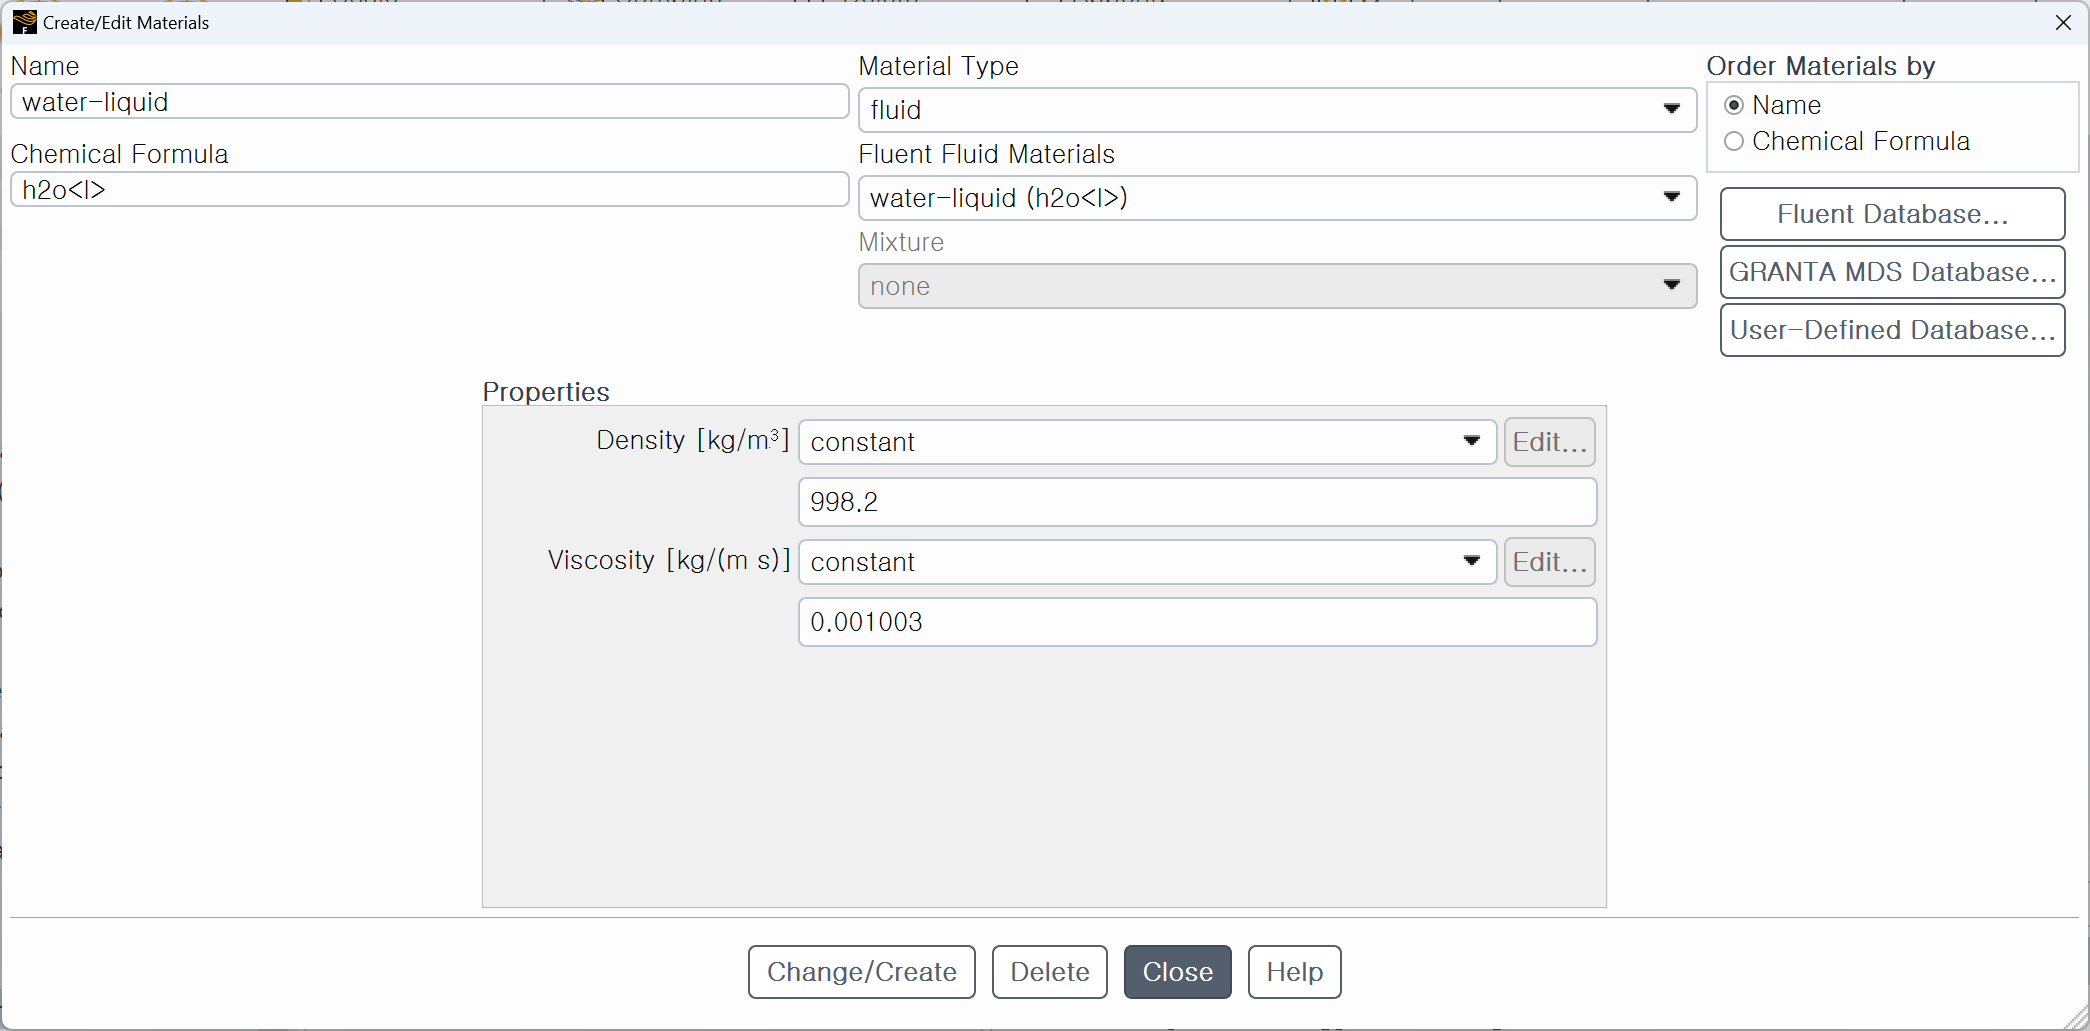 Create/Edit Materials
Name
water-liquid
Chemical Formula
h2o<l>
Material Type
fluid
Fluent Fluid Materials
water-liquid (h2o<l>)
Mixture
none
Order Materials by
Name
Chemical Formula
Fluent Database...
GRANTA MDS Database...
User-Defined Database...
Properties
Density [kg/m³] constant Edit...
998.2
Viscosity [kg/(m s)] constant Edit...
0.001003
Change/Create Delete Close Help